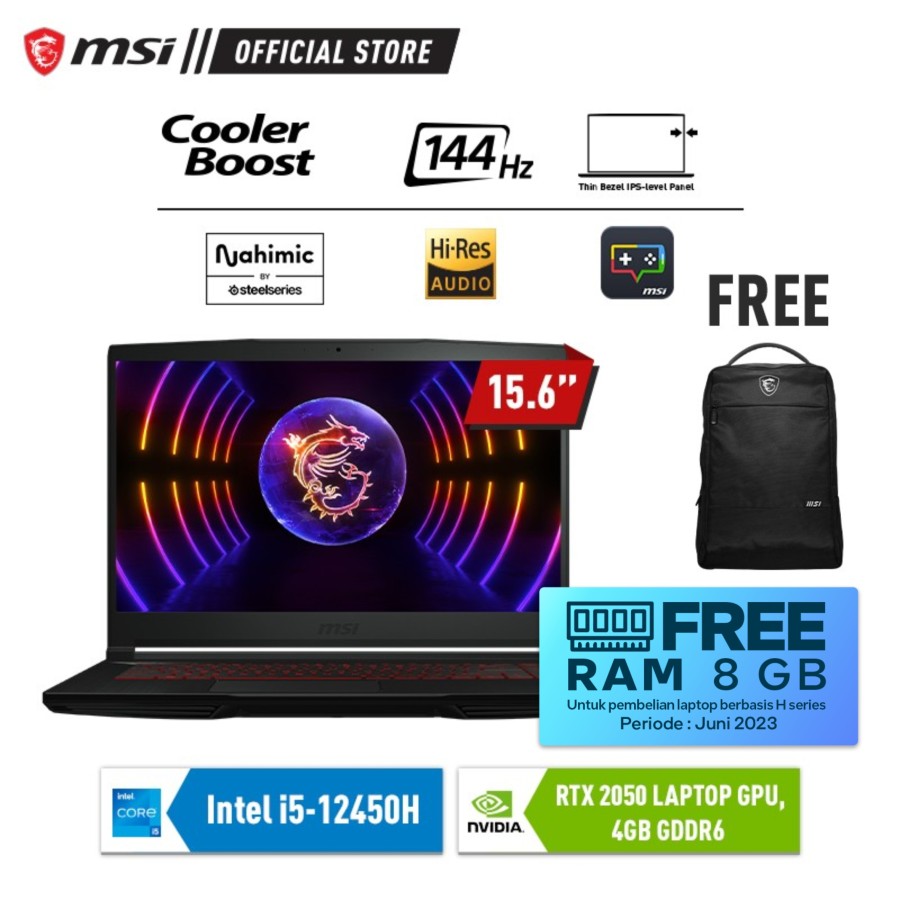 msi OFFICIAL STORE
Cooler
Boost
144Hz
Thin Bezel IPS-level Panel
Nahimic
BY
steelseries
Hi-Res
AUDIO
msi
FREE
15.6”
msi
msi
FREE
RAM 8 GB
Untuk pembelian laptop berbasis H series
Periode : Juni 2023
intel
CORE
i5
Intel i5-12450H
NVIDIA.
RTX 2050 LAPTOP GPU,
4GB GDDR6